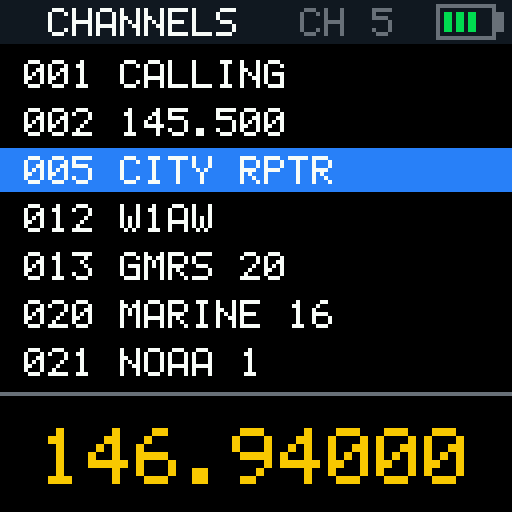 CHANNELS CH 5
001 CALLING
002 145.500
005 CITY RPTR
012 W1AW
013 GMRS 20
020 MARINE 16
021 NOAA 1
146.94000